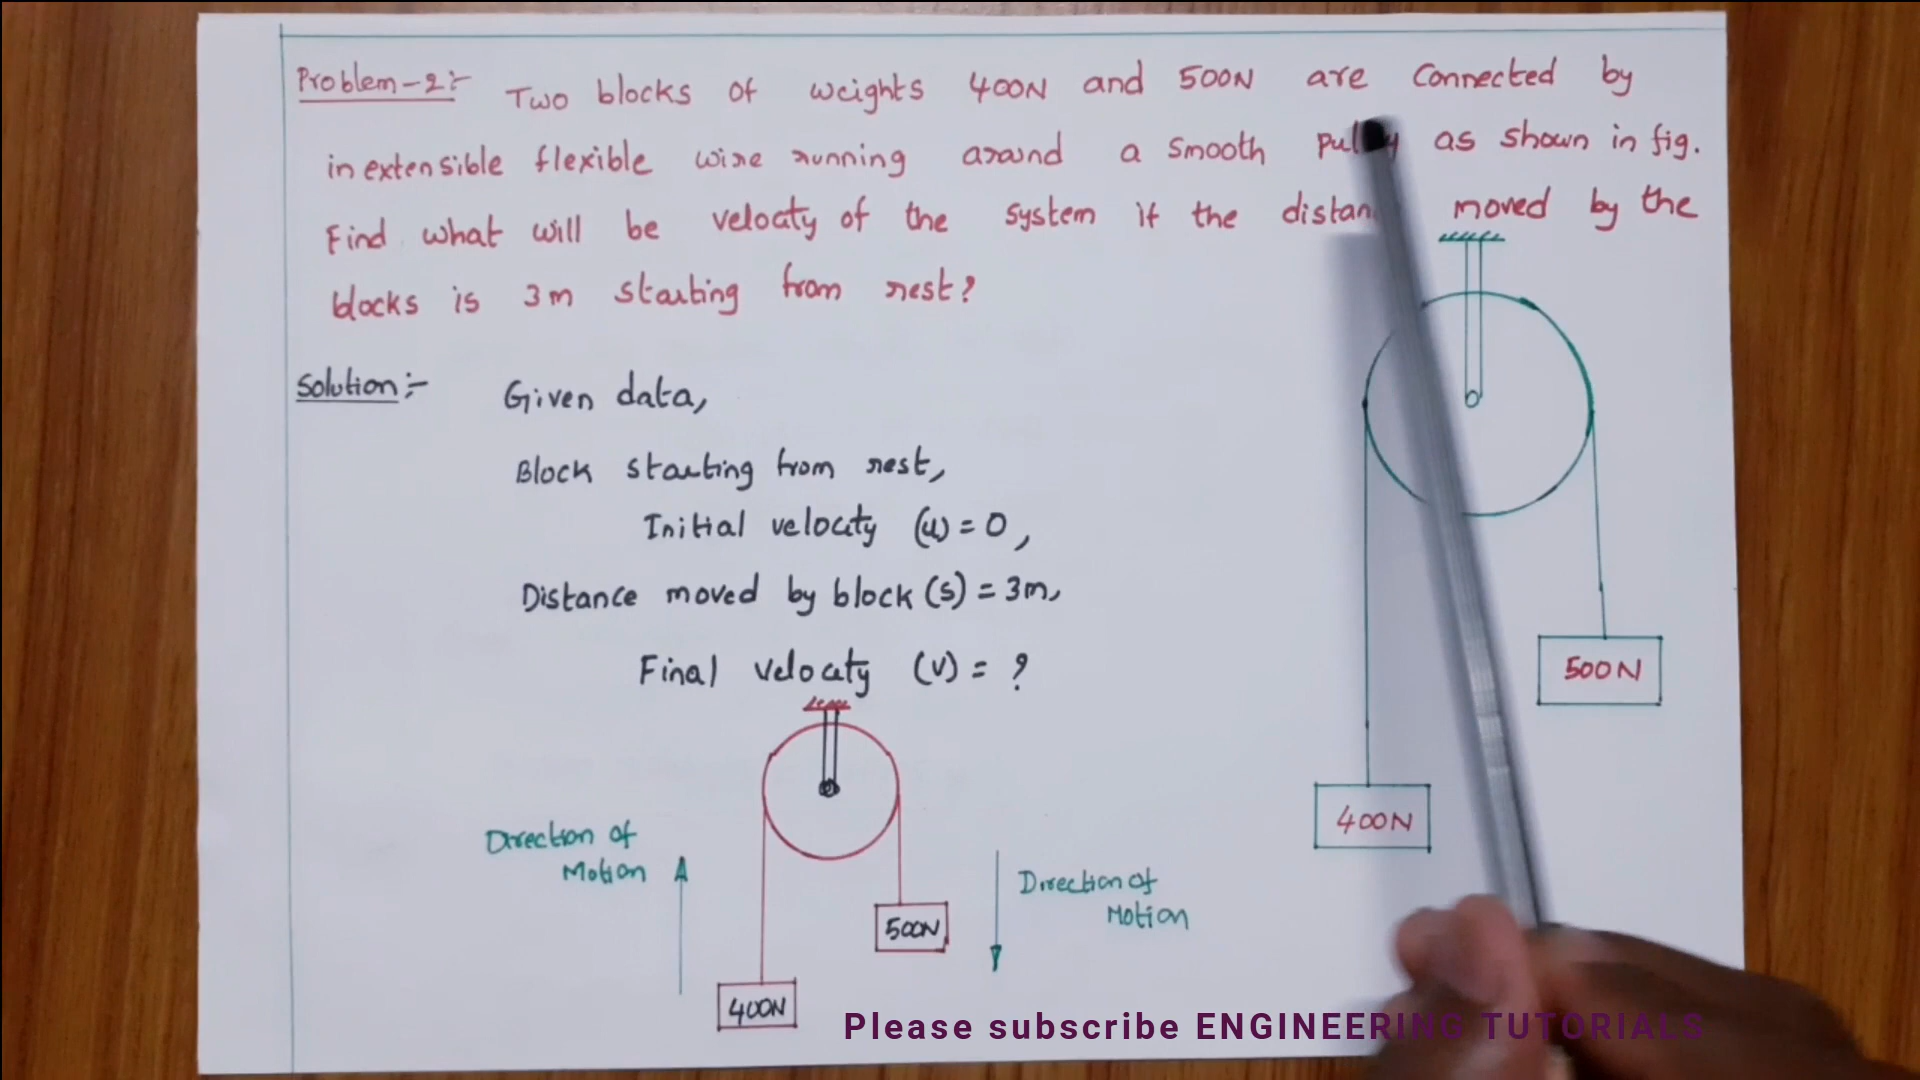 Problem-2:- Two blocks of weights 400N and 500N are connected by
inextensible flexible wire running around a smooth as shown in fig.
Find what will be velocity of the system if the moved by the
blocks is 3m starting from rest?
Solution:- Given data,
Block starting from rest,
Initial velocity (u) = 0,
Distance moved by block (s) = 3m,
Final velocity (v) = ?
500N
400N
Direction of
Motion
Direction of
Motion
500N
400N
Please subscribe ENGINEERING TUTORIALS